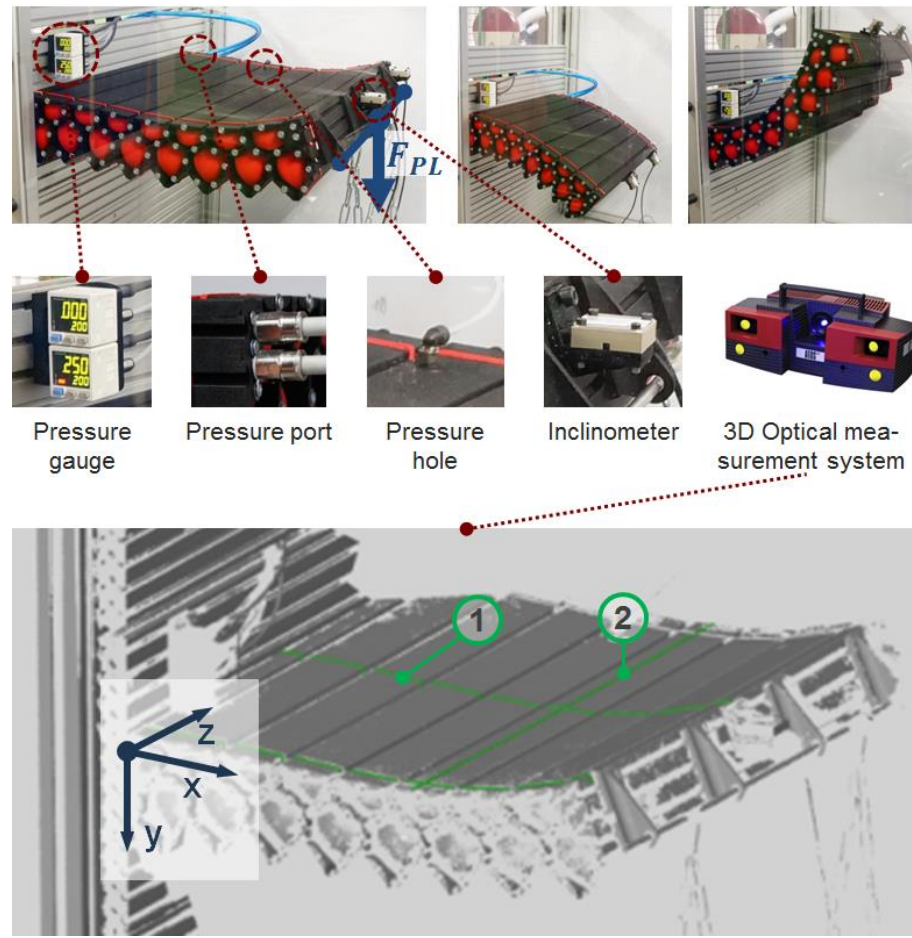 F_PL
.000
200
250
200
Pressure
gauge
Pressure port
Pressure
hole
Inclinometer
3D Optical mea-
surement system
1
2
z
x
y